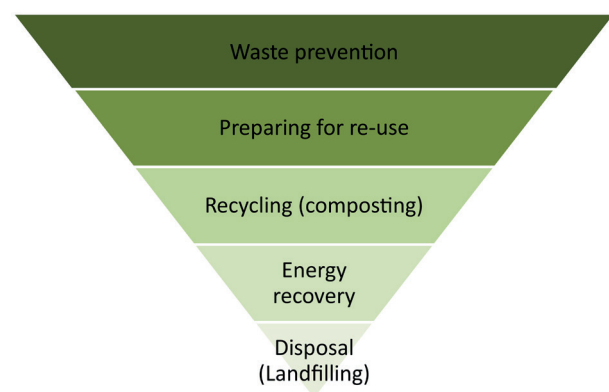 Waste prevention
Preparing for re-use
Recycling (composting)
Energy
recovery
Disposal
(Landfilling)